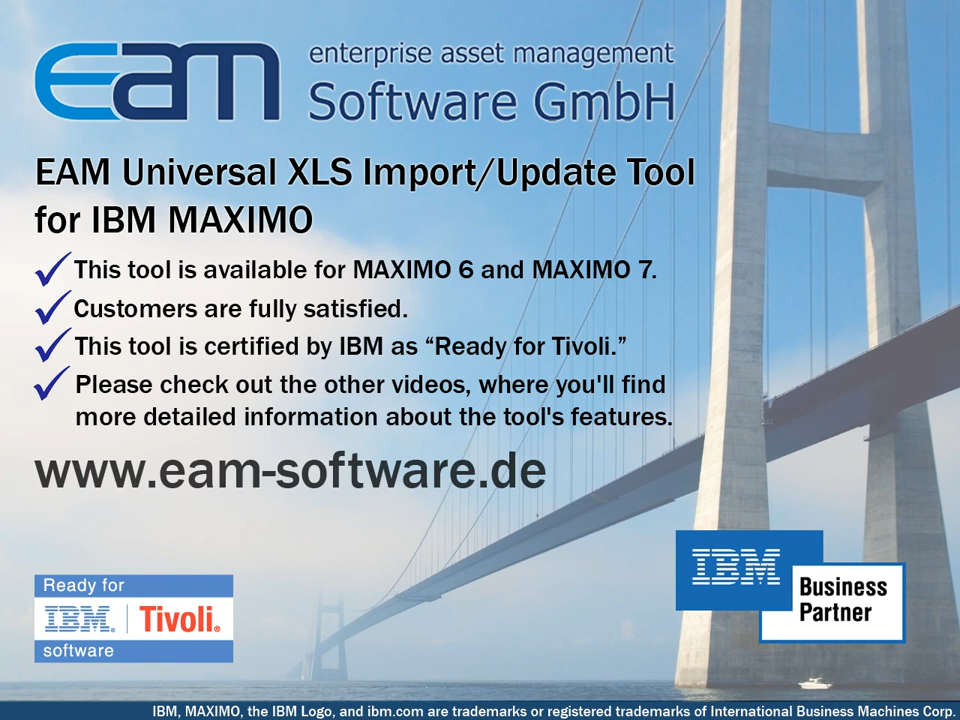 eam
enterprise asset management
Software GmbH
EAM Universal XLS Import/Update Tool
for IBM MAXIMO
This tool is available for MAXIMO 6 and MAXIMO 7.
Customers are fully satisfied.
This tool is certified by IBM as “Ready for Tivoli.”
Please check out the other videos, where you'll find
more detailed information about the tool's features.
www.eam-software.de
Ready for
IBM® | Tivoli®
software
IBM
Business
Partner
IBM, MAXIMO, the IBM Logo, and ibm.com are trademarks or registered trademarks of International Business Machines Corp.